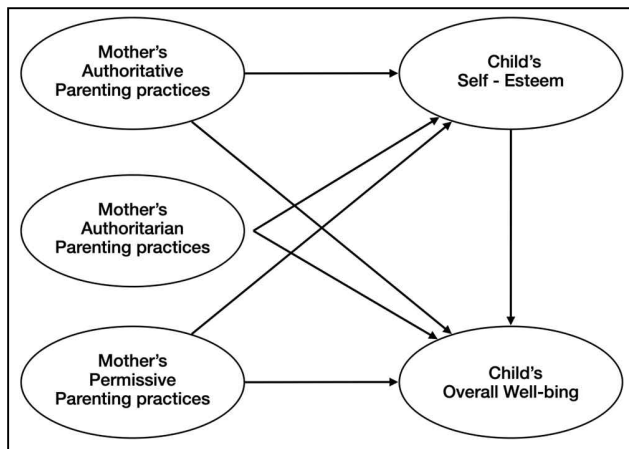 Mother's
Authoritative
Parenting practices
Child's
Self - Esteem
Mother's
Authoritarian
Parenting practices
Mother's
Permissive
Parenting practices
Child's
Overall Well-bing